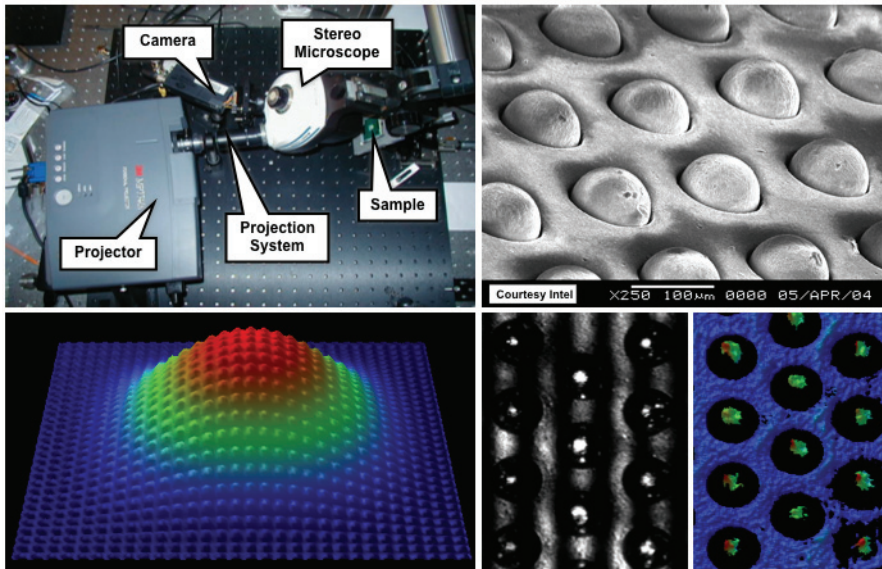 Camera
Stereo
Microscope
Sample
Projection
System
Projector
Courtesy Intel
X250 100µm 0000 05/APR/04